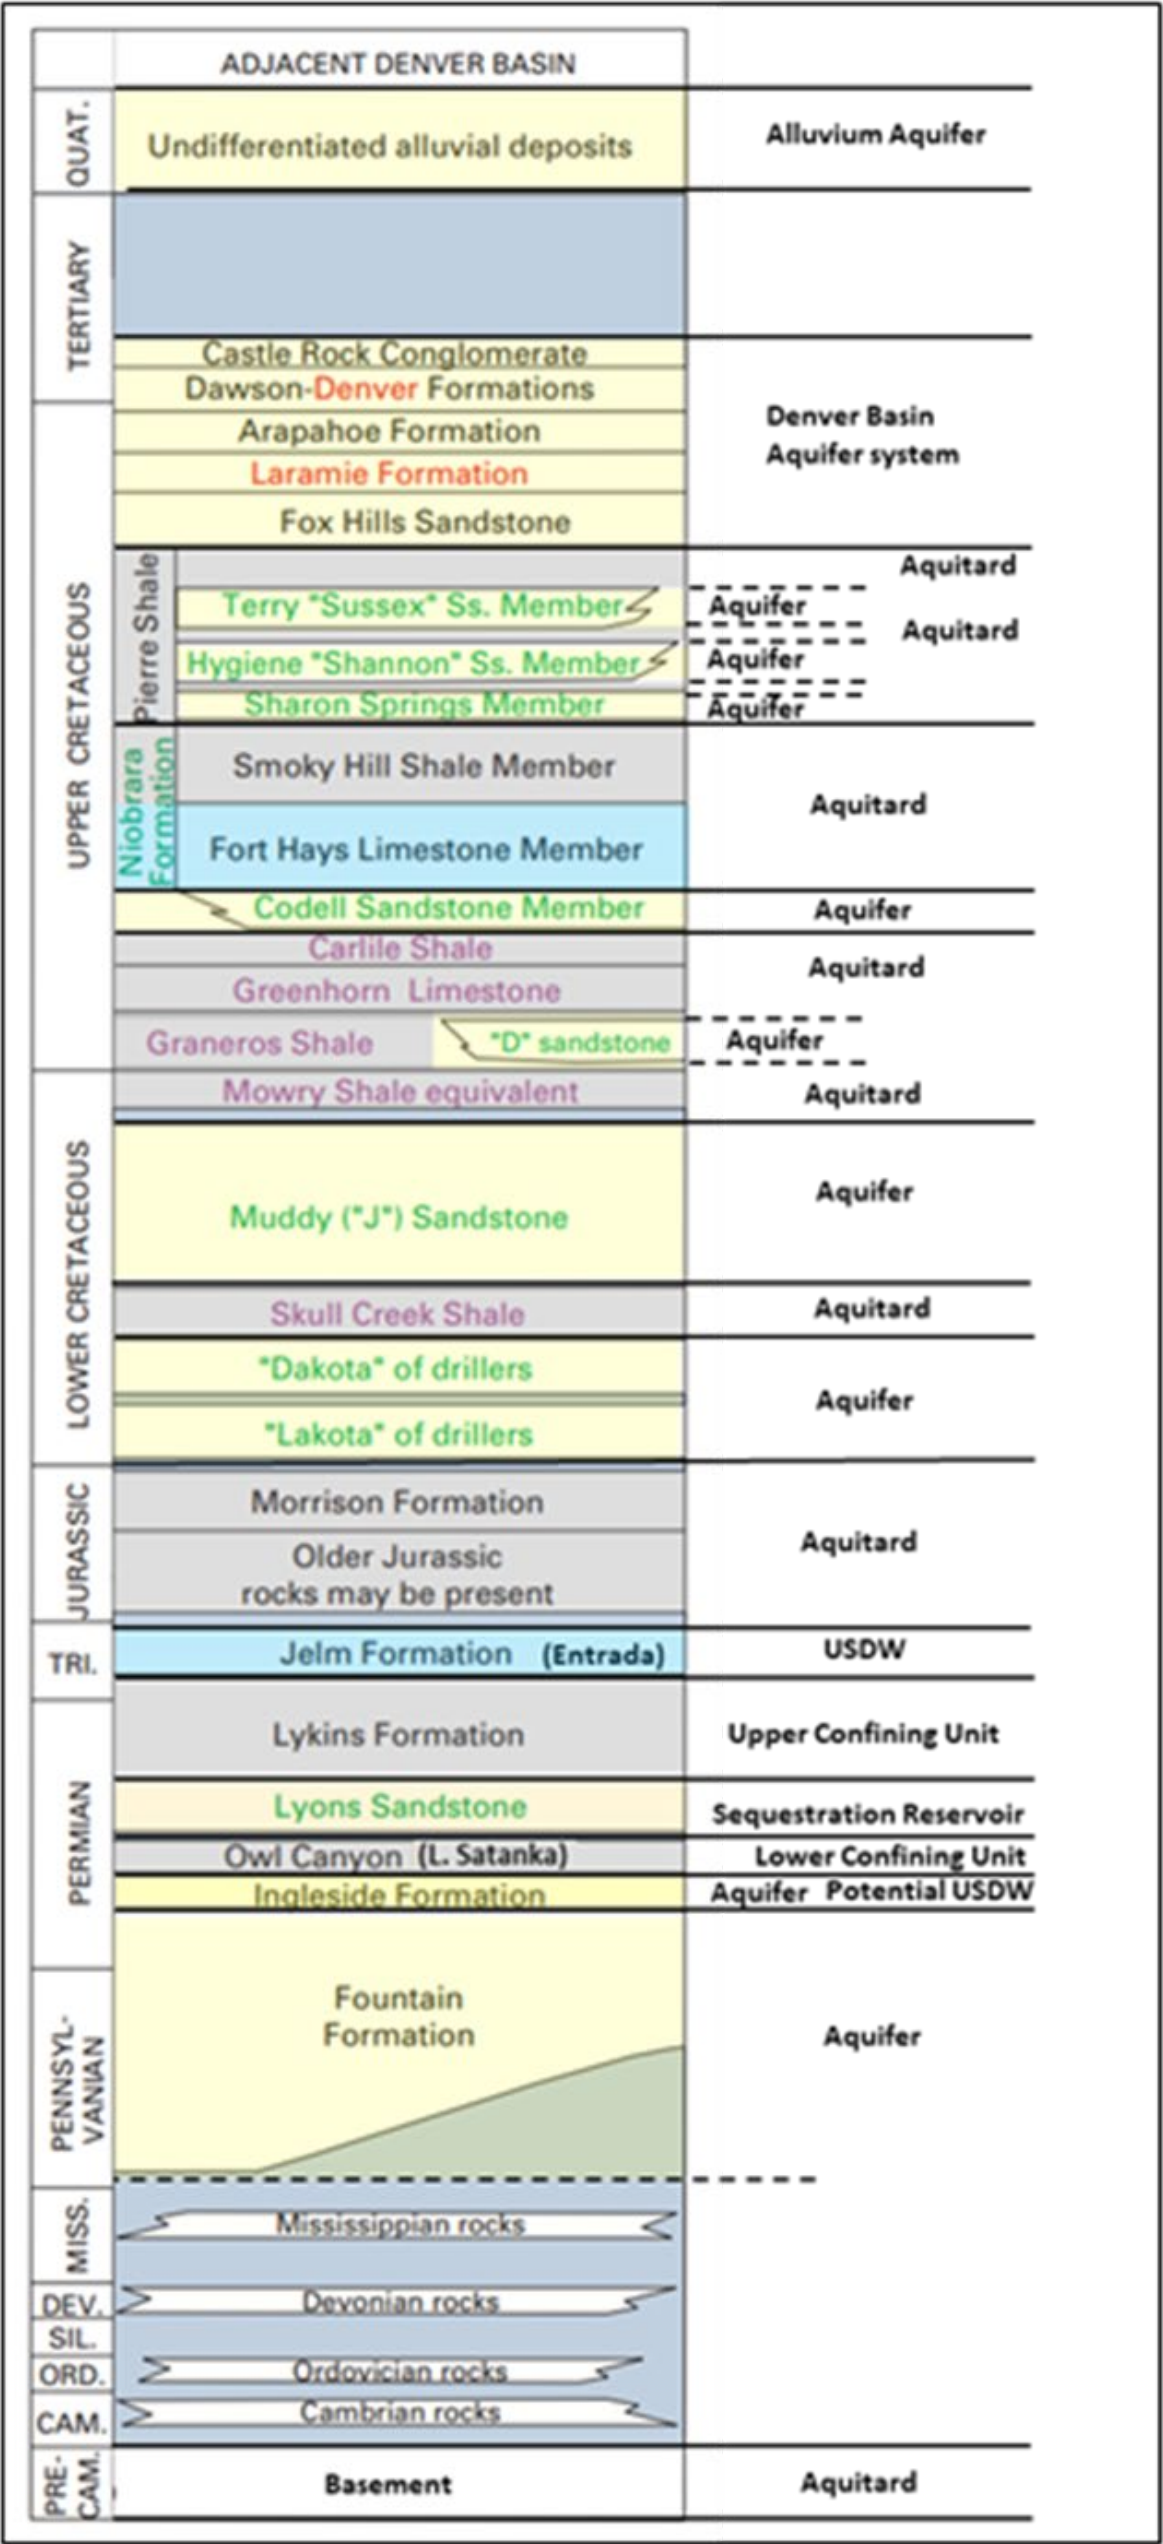 ADJACENT DENVER BASIN
QUAT.
Undifferentiated alluvial deposits
Alluvium Aquifer
TERTIARY
Castle Rock Conglomerate
Dawson-Denver Formations
Arapahoe Formation
Laramie Formation
Fox Hills Sandstone
Denver Basin
Aquifer system
UPPER CRETACEOUS
Pierre Shale
Aquitard
Terry "Sussex" Ss. Member
Aquifer
Aquitard
Hygiene "Shannon" Ss. Member
Aquifer
Sharon Springs Member
Aquifer
Niobrara
Formation
Smoky Hill Shale Member
Fort Hays Limestone Member
Aquitard
Codell Sandstone Member
Aquifer
Carlile Shale
Greenhorn Limestone
Aquitard
Graneros Shale
"D" sandstone
Aquifer
LOWER CRETACEOUS
Mowry Shale equivalent
Aquitard
Muddy ("J") Sandstone
Aquifer
Skull Creek Shale
Aquitard
"Dakota" of drillers
"Lakota" of drillers
Aquifer
JURASSIC
Morrison Formation
Older Jurassic
rocks may be present
Aquitard
TRI.
Jelm Formation (Entrada)
USDW
PERMIAN
Lykins Formation
Upper Confining Unit
Lyons Sandstone
Sequestration Reservoir
Owl Canyon (L. Satanka)
Lower Confining Unit
Ingleside Formation
Aquifer Potential USDW
PENNSYL-
VANIAN
Fountain
Formation
Aquifer
MISS.
Mississippian rocks
DEV.
Devonian rocks
SIL.
ORD.
Ordovician rocks
CAM.
Cambrian rocks
PRE-
CAM.
Basement
Aquitard